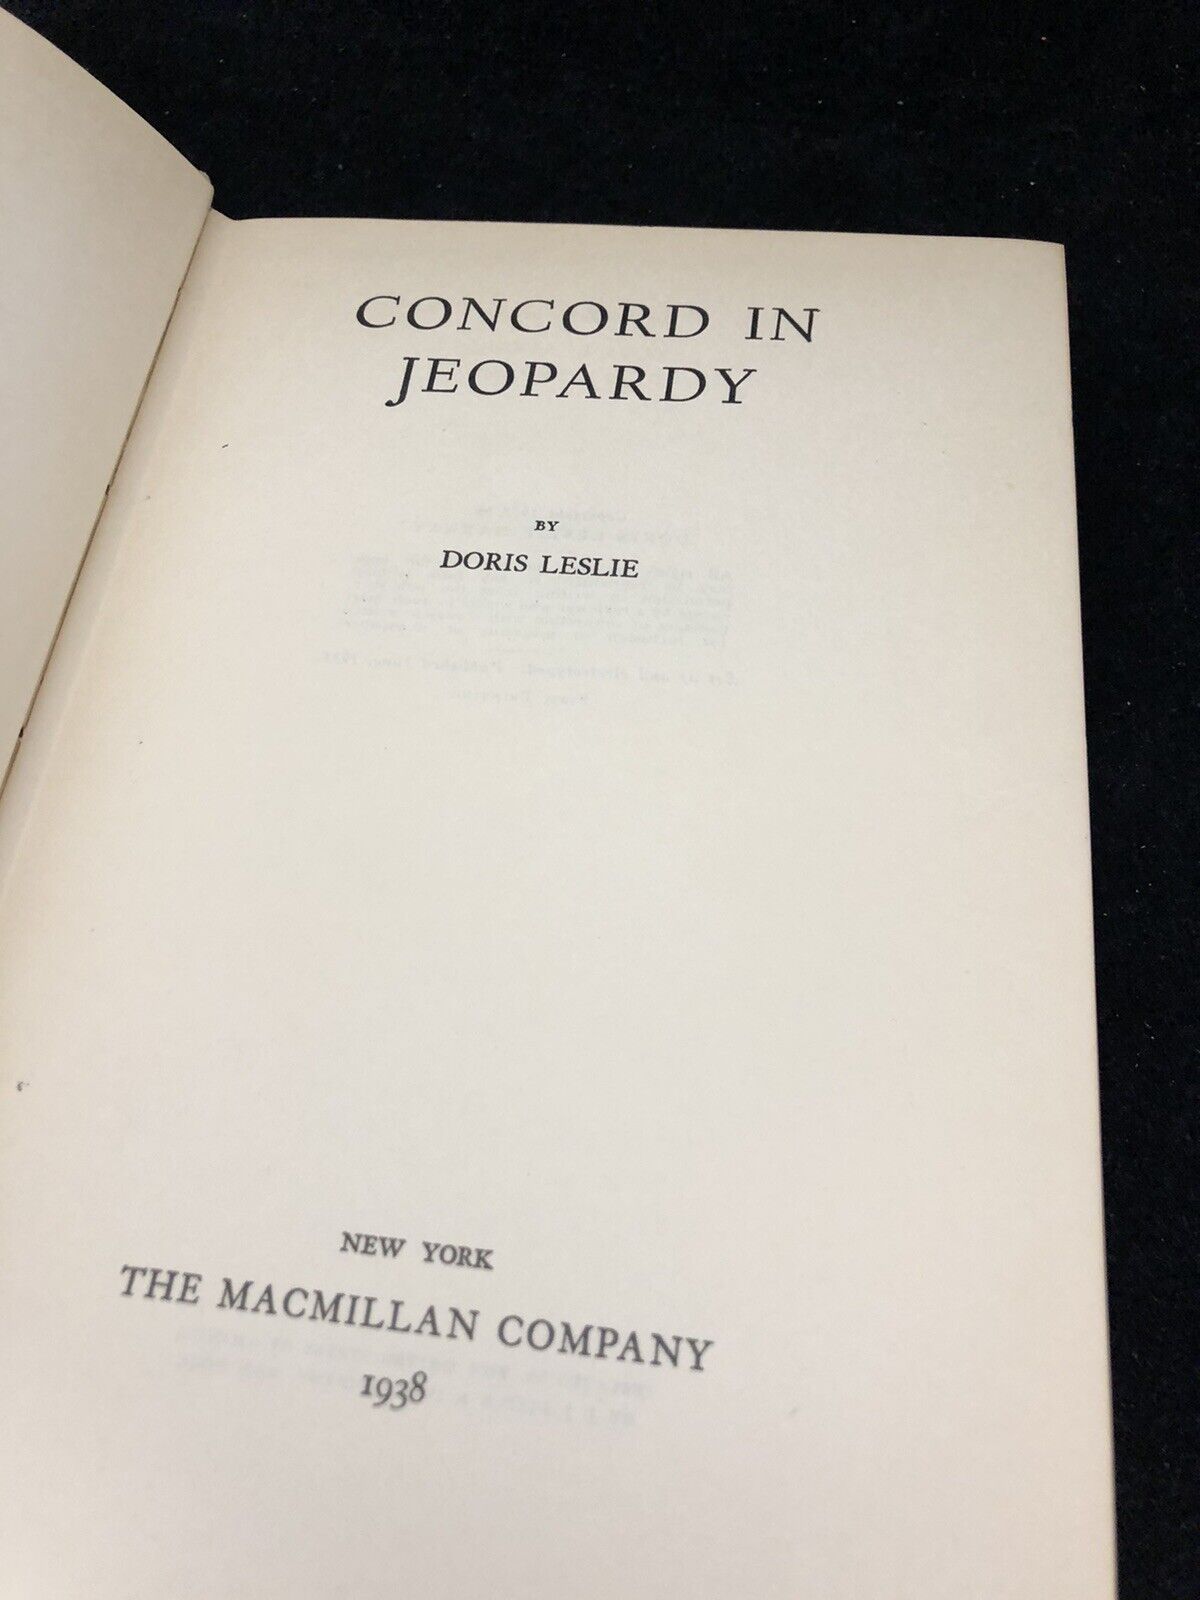 CONCORD IN
JEOPARDY
BY
DORIS LESLIE
NEW YORK
THE MACMILLAN COMPANY
1938